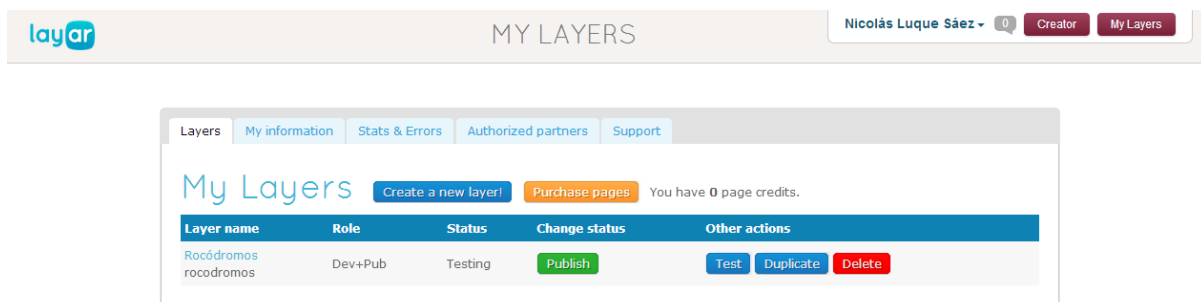 layar
MY LAYERS
Nicolás Luque Sáez 0 Creator My Layers
Layers My information Stats & Errors Authorized partners Support
My Layers Create a new layer! Purchase pages You have 0 page credits.
Layer name Role Status Change status Other actions
Rocódromos
rocodromos Dev+Pub Testing Publish Test Duplicate Delete